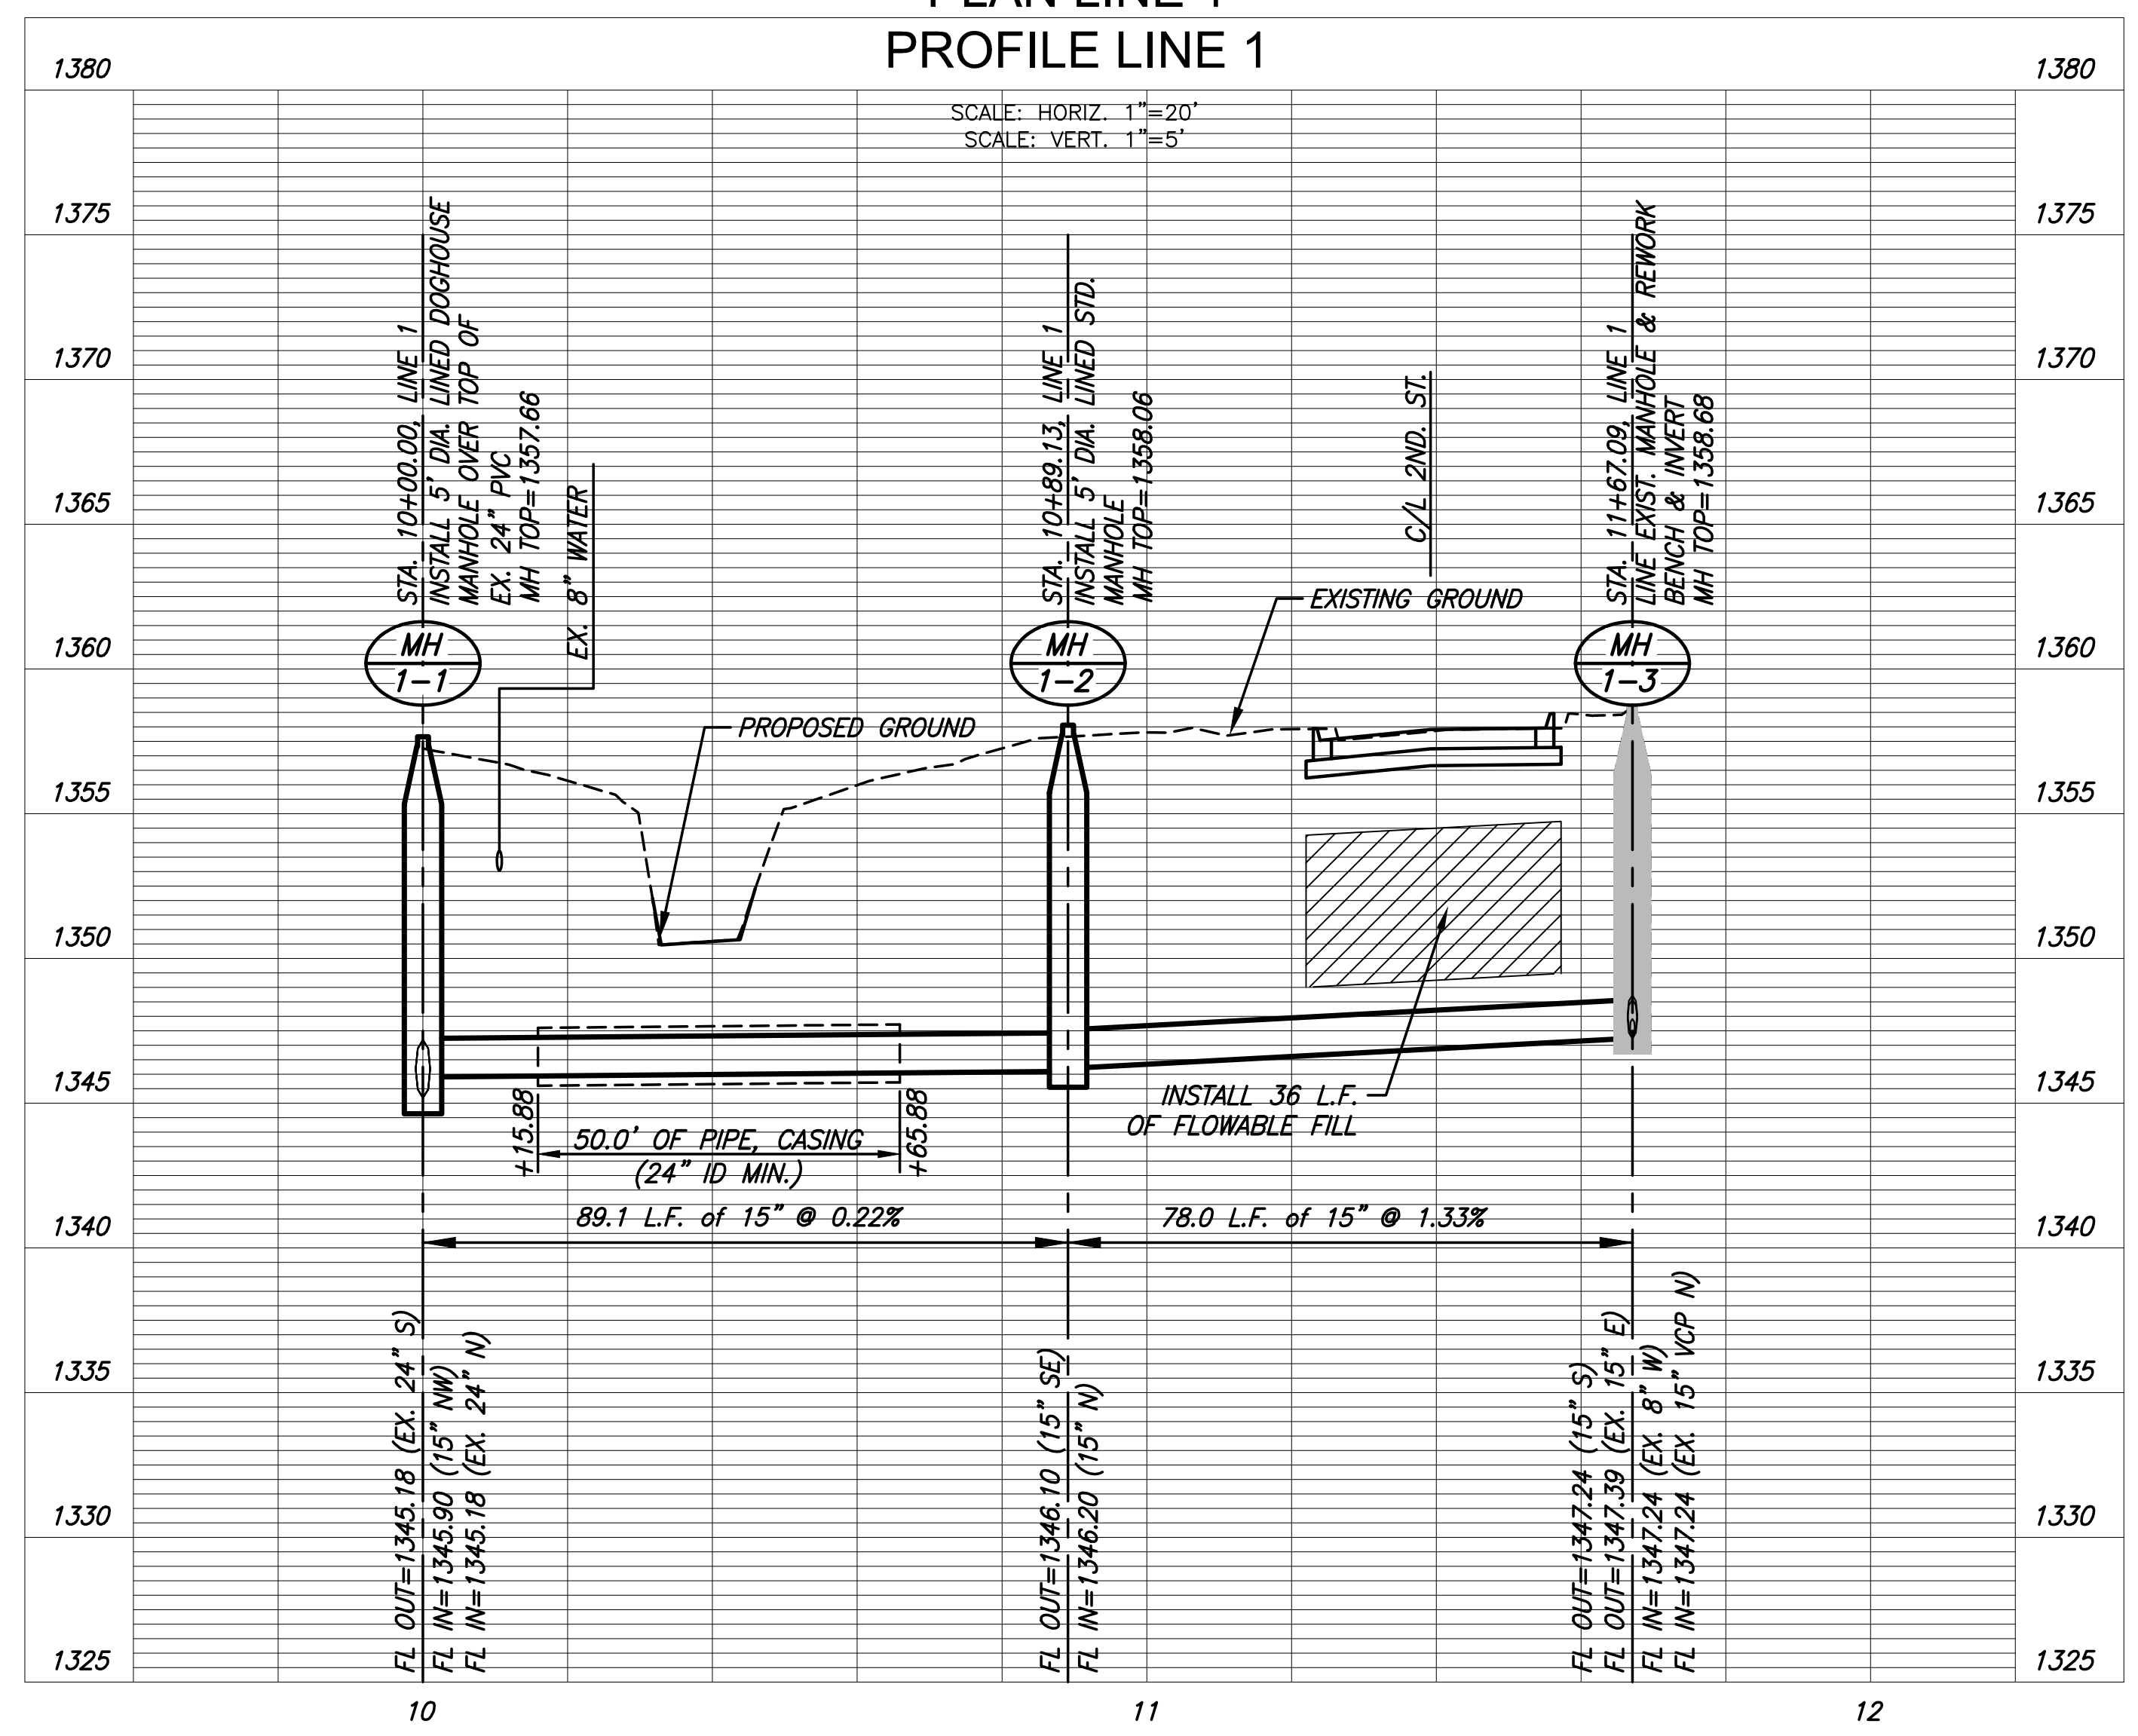 PLAN LINE 1
PROFILE LINE 1
SCALE: HORIZ. 1"=20'
SCALE: VERT. 1"=5'
1380
1380
1375
1375
1370
1370
1365
1365
1360
1360
1355
1355
1350
1350
1345
1345
1340
1340
1335
1335
1330
1330
1325
1325
STA. 10+00.00, LINE 1
INSTALL 5' DIA. LINED DOGHOUSE
MANHOLE OVER TOP OF
EX. 24" PVC
MH TOP=1357.66
EX. 8" WATER
STA. 10+89.13, LINE 1
INSTALL 5' DIA. LINED STD.
MANHOLE
MH TOP=1358.06
C/L 2ND. ST.
STA. 11+67.09, LINE 1
LINE EXIST. MANHOLE & REWORK
BENCH & INVERT
MH TOP=1358.68
MH
1-1
MH
1-2
MH
1-3
EXISTING GROUND
PROPOSED GROUND
INSTALL 36 L.F.
OF FLOWABLE FILL
+15.88
50.0' OF PIPE, CASING
(24" ID MIN.)
+65.88
89.1 L.F. of 15" @ 0.22%
78.0 L.F. of 15" @ 1.33%
FL OUT=1345.18 (EX. 24" S)
FL IN=1345.90 (15" NW)
FL IN=1345.18 (EX. 24" N)
FL OUT=1346.10 (15" SE)
FL IN=1346.20 (15" N)
FL OUT=1347.24 (15" S)
FL OUT=1347.39 (EX. 15" E)
FL IN=1347.24 (EX. 8" W)
FL IN=1347.24 (EX. 15" VCP N)
10
11
12